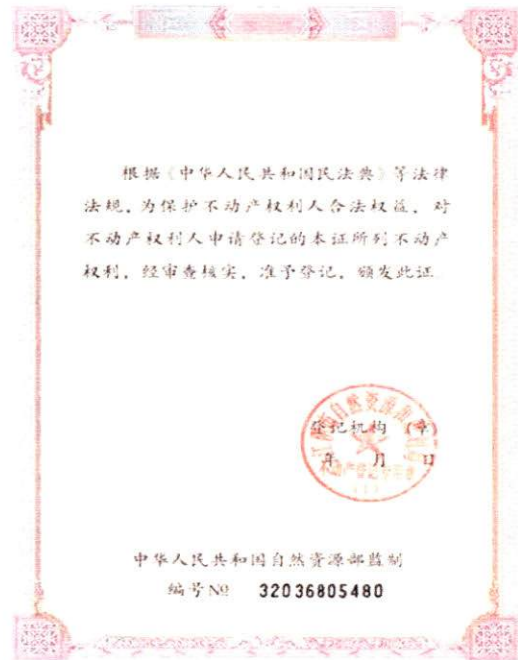 根据《中华人民共和国民法典》等法律
法规，为保护不动产权利人合法权益，对
不动产权利人申请登记的本证所列不动产
权利，经审查核实，准予登记，颁发此证
登记机构（章）
年 月 日
中华人民共和国自然资源部监制
编号№ 32036805480